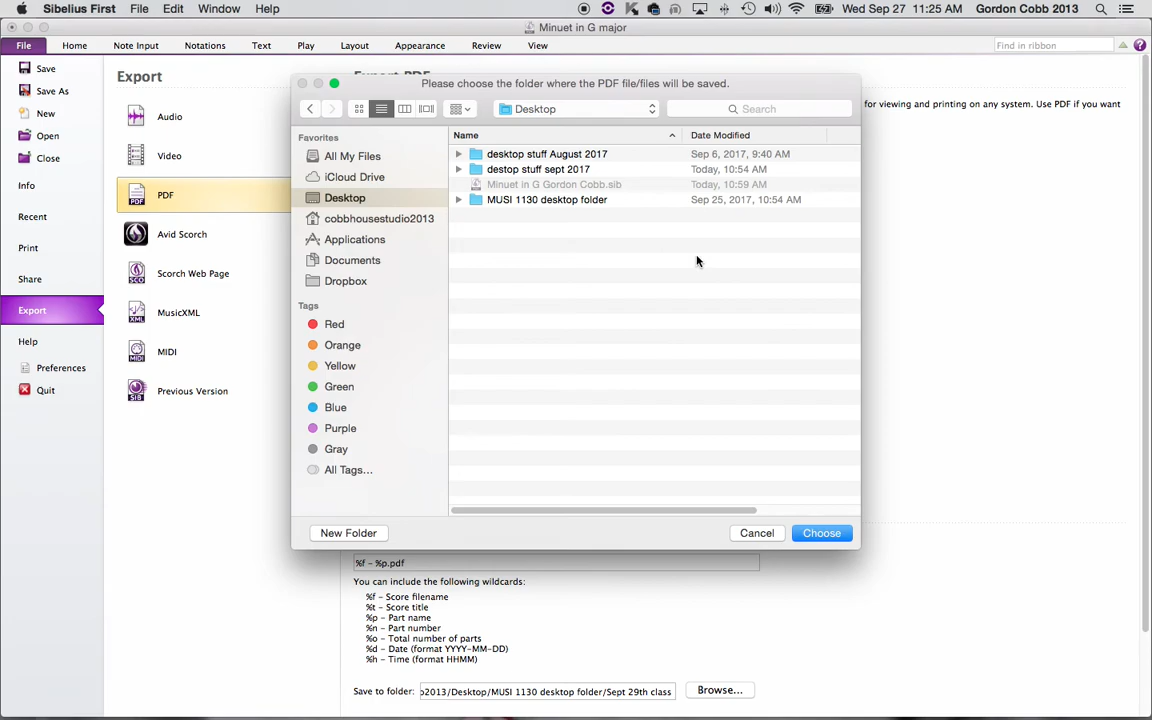 Sibelius First File Edit Window Help Wed Sep 27 11:25 AM Gordon Cobb 2013
Minuet in G major
File Home Note Input Notations Text Play Layout Appearance Review View Find in ribbon
Save
Save As
New
Open
Close
Info
Recent
Print
Share
Export
Help
Preferences
Quit
Export
Audio
Video
PDF
Avid Scorch
Scorch Web Page
MusicXML
MIDI
Previous Version
for viewing and printing on any system. Use PDF if you want
Please choose the folder where the PDF file/files will be saved.
Desktop
Search
Favorites
All My Files
iCloud Drive
Desktop
cobbhousestudio2013
Applications
Documents
Dropbox
Tags
Red
Orange
Yellow
Green
Blue
Purple
Gray
All Tags...
Name Date Modified
desktop stuff August 2017 Sep 6, 2017, 9:40 AM
destop stuff sept 2017 Today, 10:54 AM
Minuet in G Gordon Cobb.sib Today, 10:59 AM
MUSI 1130 desktop folder Sep 25, 2017, 10:54 AM
New Folder Cancel Choose
%f – %p.pdf
You can include the following wildcards:
%f – Score filename
%t – Score title
%p – Part name
%n – Part number
%o – Total number of parts
%d – Date (format YYYY-MM-DD)
%h – Time (format HHMM)
Save to folder: o2013/Desktop/MUSI 1130 desktop folder/Sept 29th class Browse...